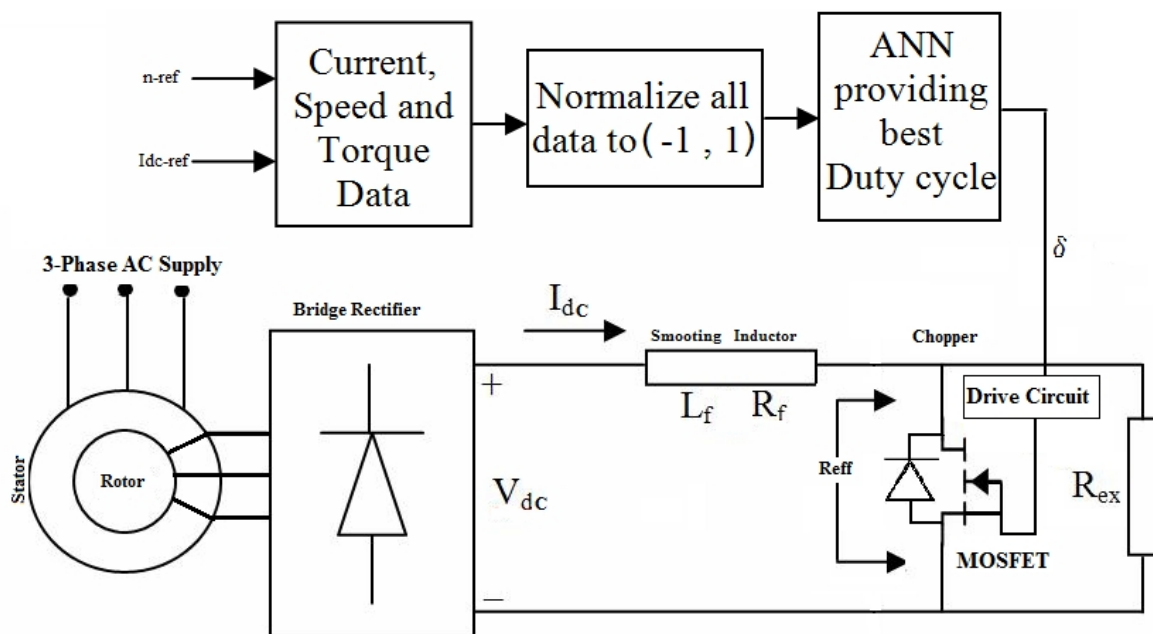 n-ref
Idc-ref
Current,
Speed and
Torque
Data
Normalize all
data to ( -1 , 1 )
ANN
providing
best
Duty cycle
δ
3-Phase AC Supply
Stator
Rotor
Bridge Rectifier
Idc
+
Vdc
−
Smooting Inductor
Lf Rf
Chopper
Drive Circuit
Reff
MOSFET
Rex